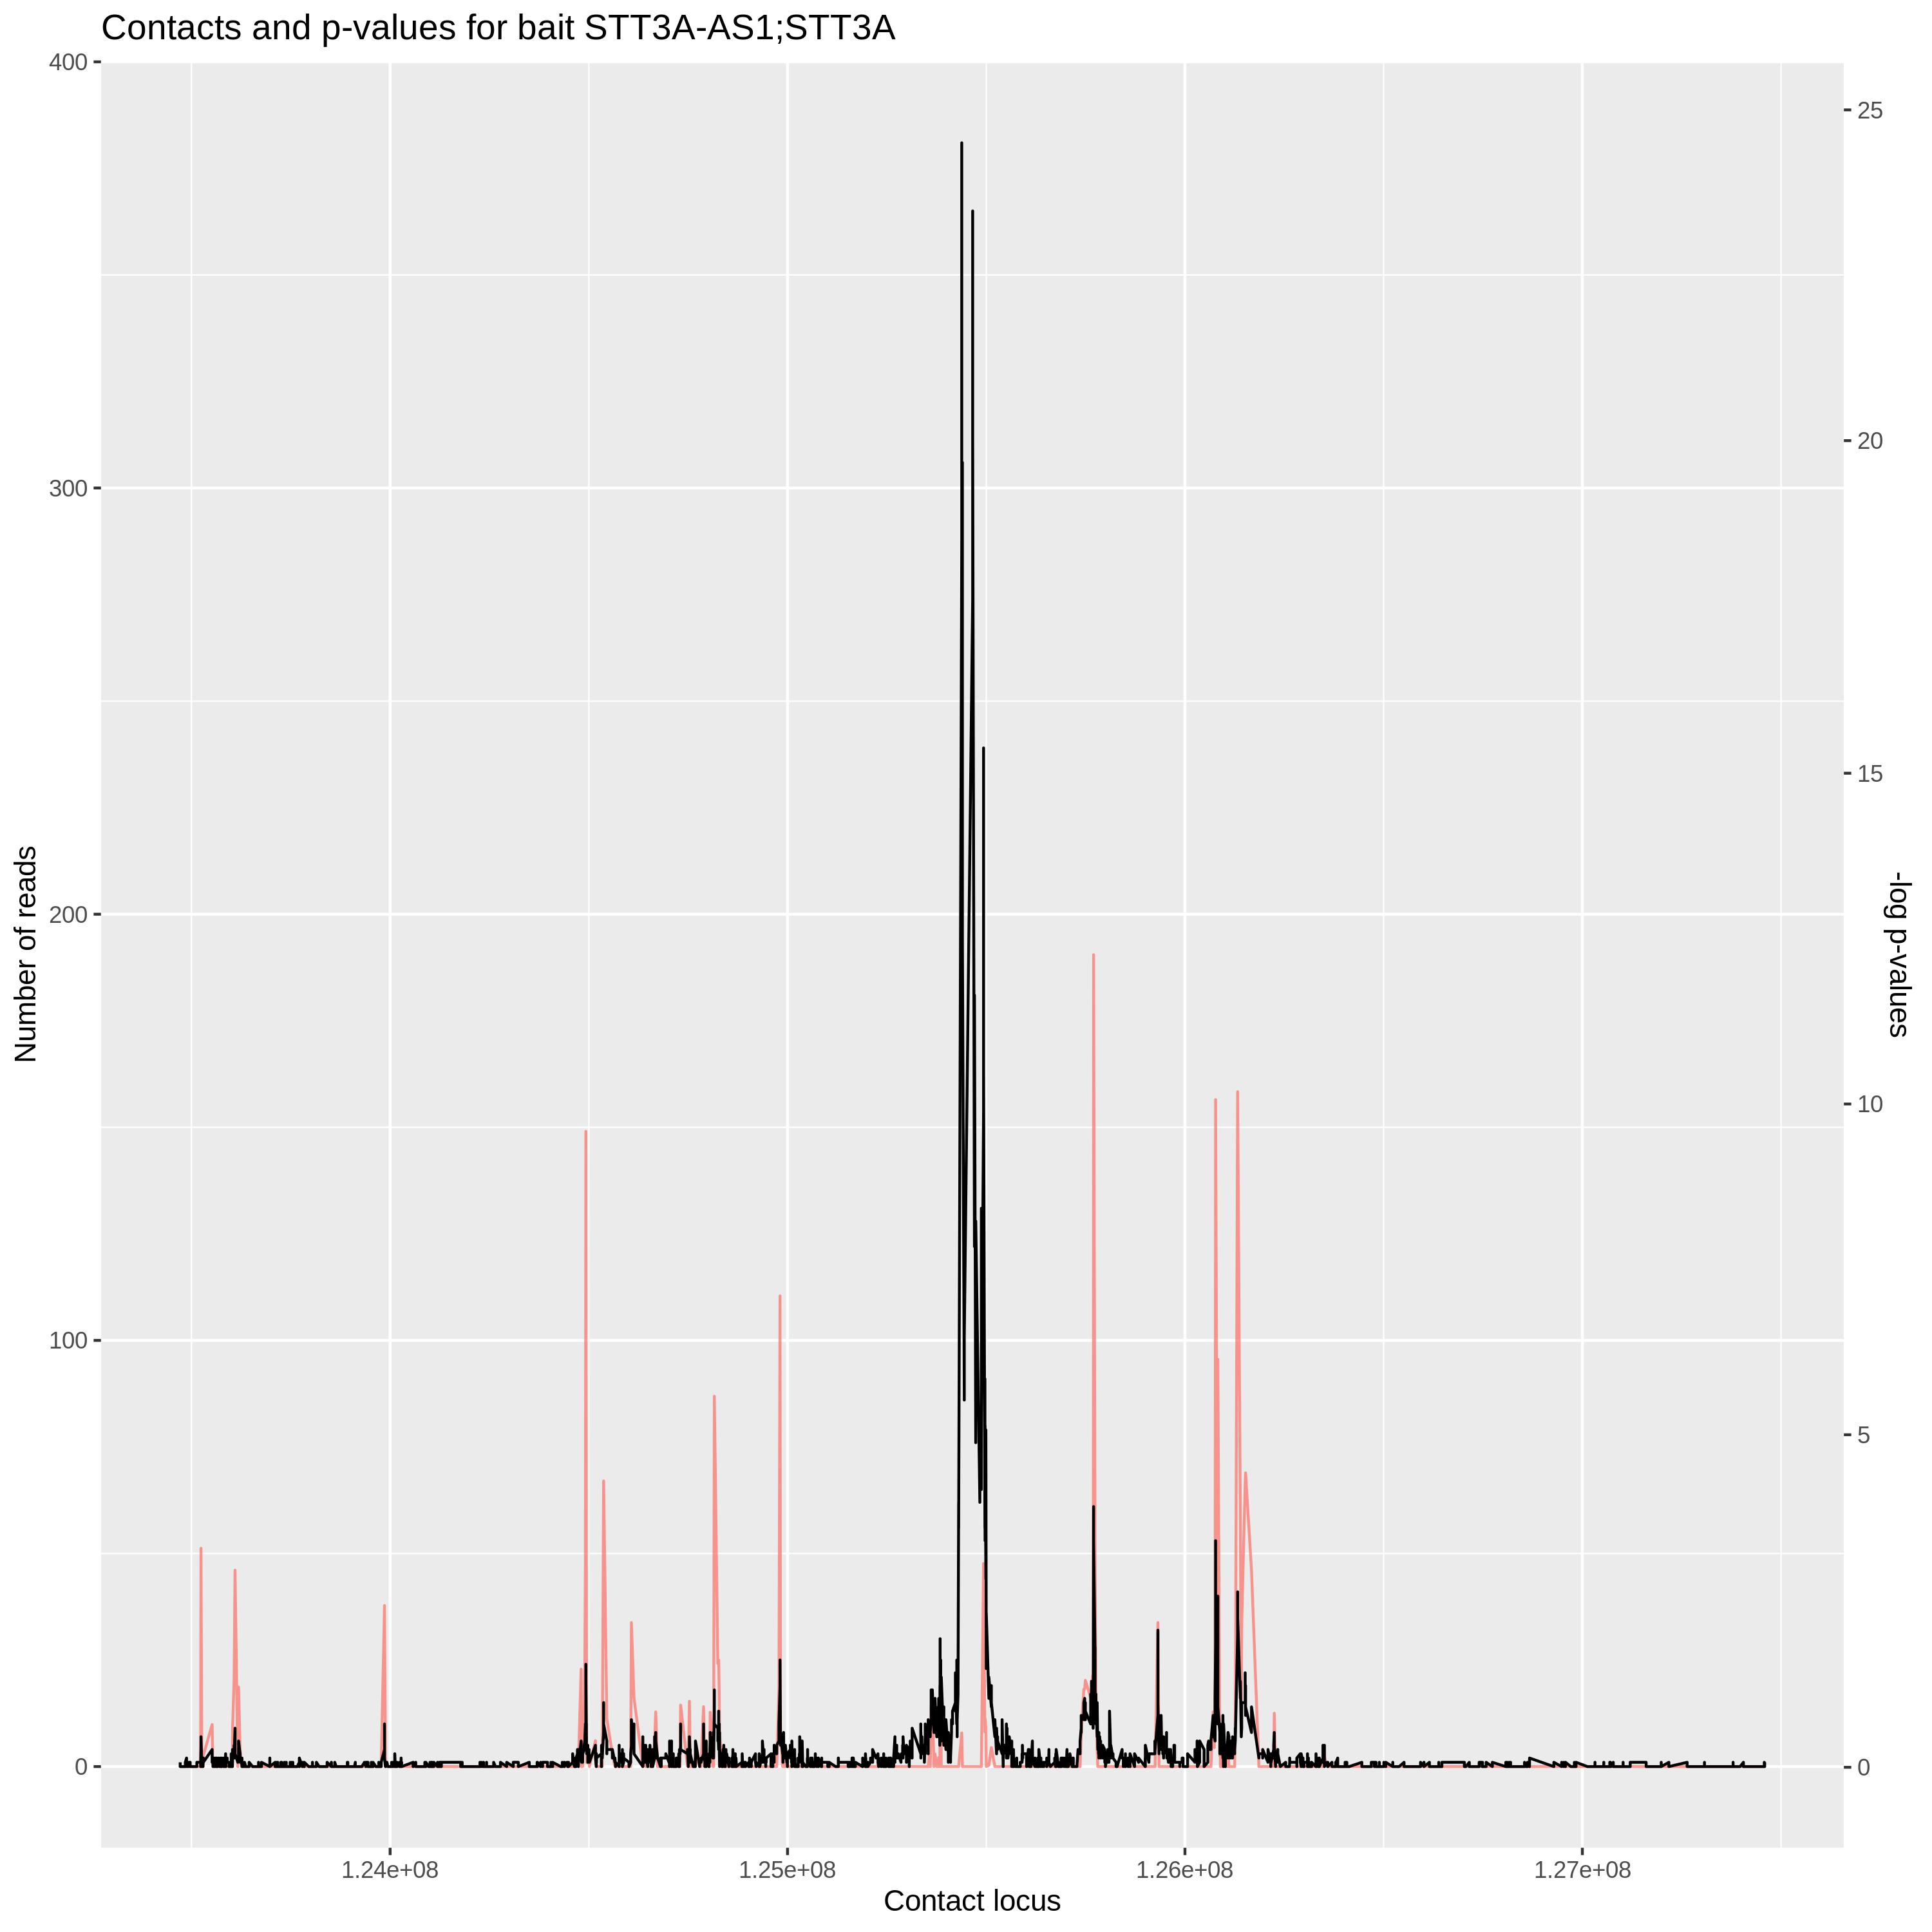 Contacts and p-values for bait STT3A-AS1;STT3A
400
300
200
100
0
Number of reads
25
20
15
10
5
0
-log p-values
1.24e+08
1.25e+08
1.26e+08
1.27e+08
Contact locus